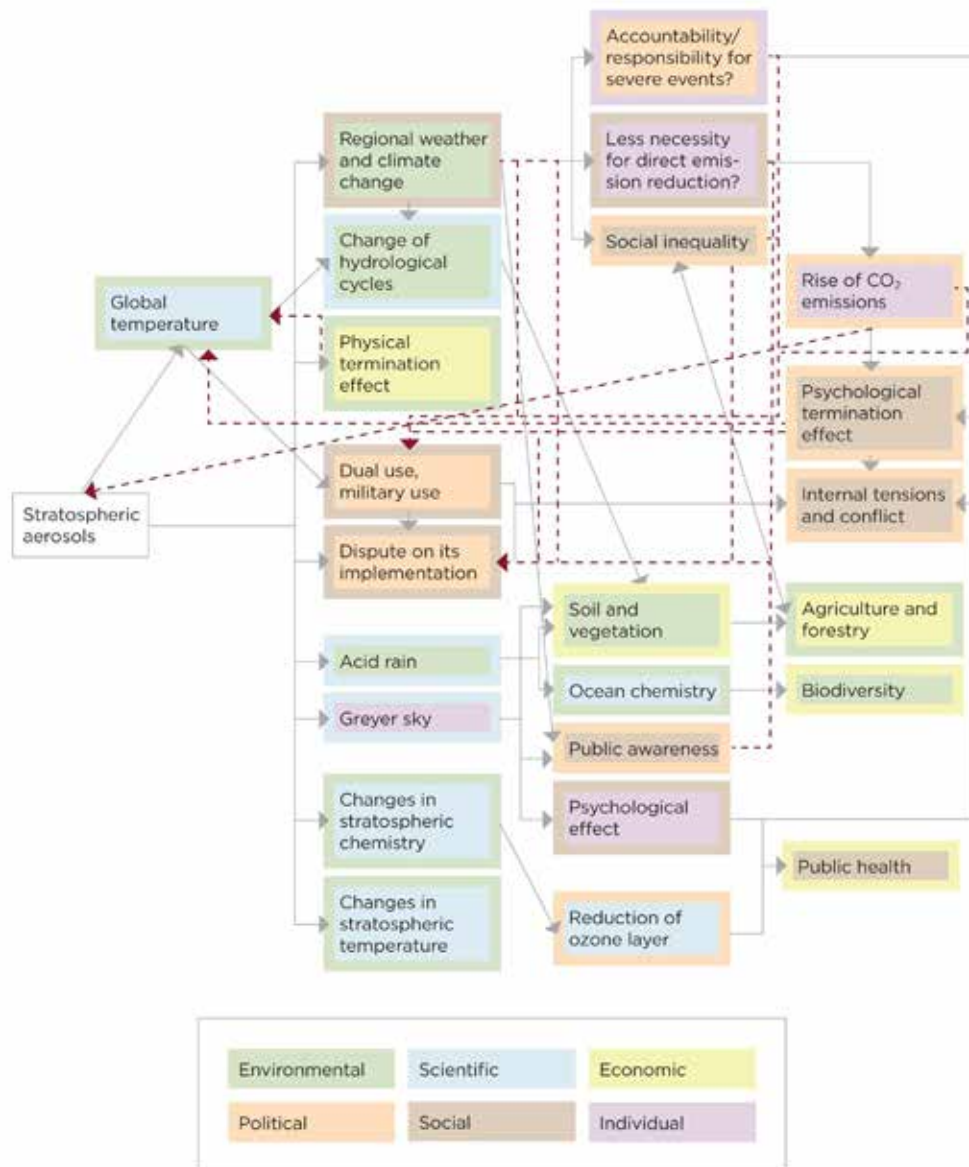 Accountability/
responsibility for
severe events?
Regional weather
and climate
change
Less necessity
for direct emis-
sion reduction?
Change of
hydrological
cycles
Social inequality
Global
temperature
Rise of CO₂
emissions
Physical
termination
effect
Psychological
termination
effect
Dual use,
military use
Internal tensions
and conflict
Stratospheric
aerosols
Dispute on its
implementation
Soil and
vegetation
Agriculture and
forestry
Acid rain
Ocean chemistry
Biodiversity
Greyer sky
Public awareness
Changes in
stratospheric
chemistry
Psychological
effect
Public health
Changes in
stratospheric
temperature
Reduction of
ozone layer
Environmental
Scientific
Economic
Political
Social
Individual